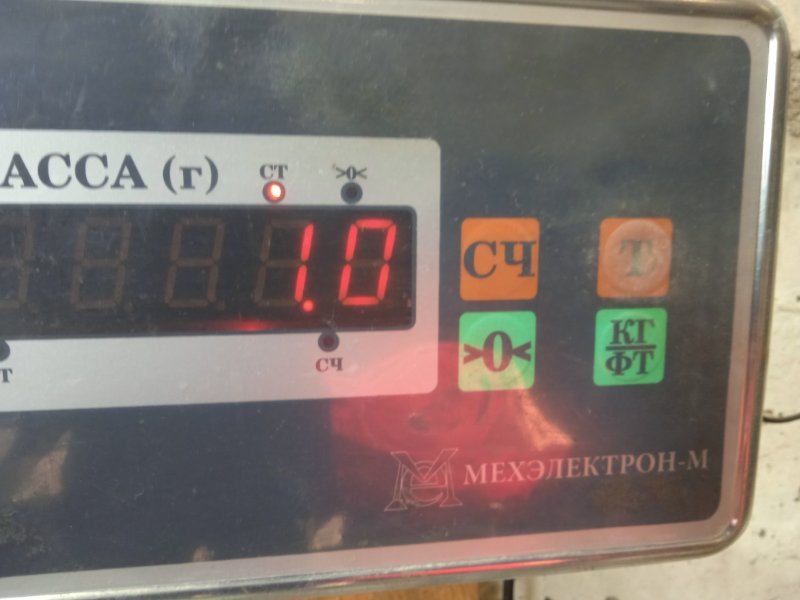 АССА (г)
СТ
>0<
1.0
СЧ
Т
Т
СЧ
>0<
КГ
ФТ
МЕХЭЛЕКТРОН-М